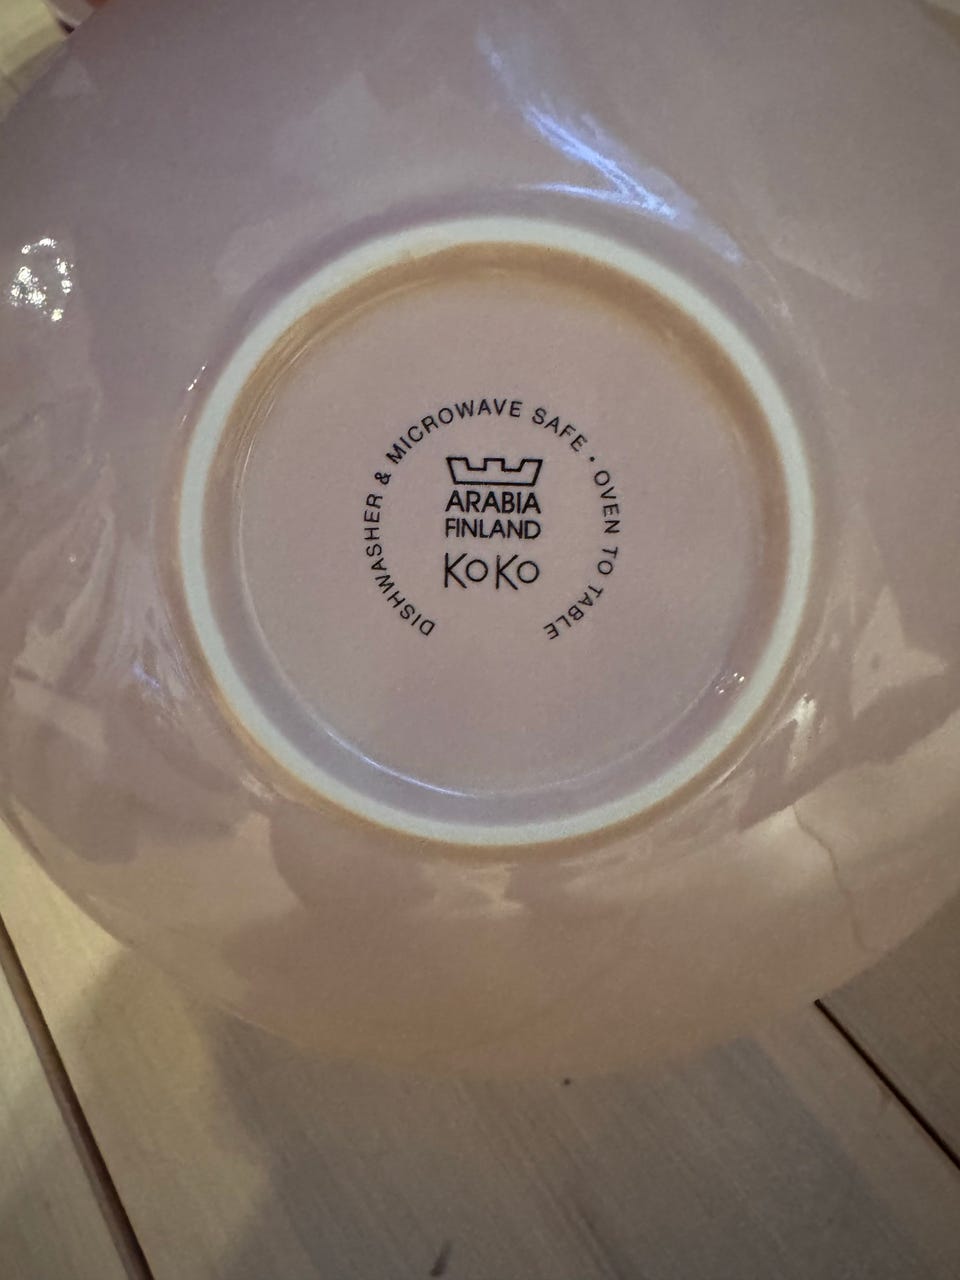 DISHWASHER & MICROWAVE SAFE • OVEN TO TABLE
ARABIA
FINLAND
KoKo